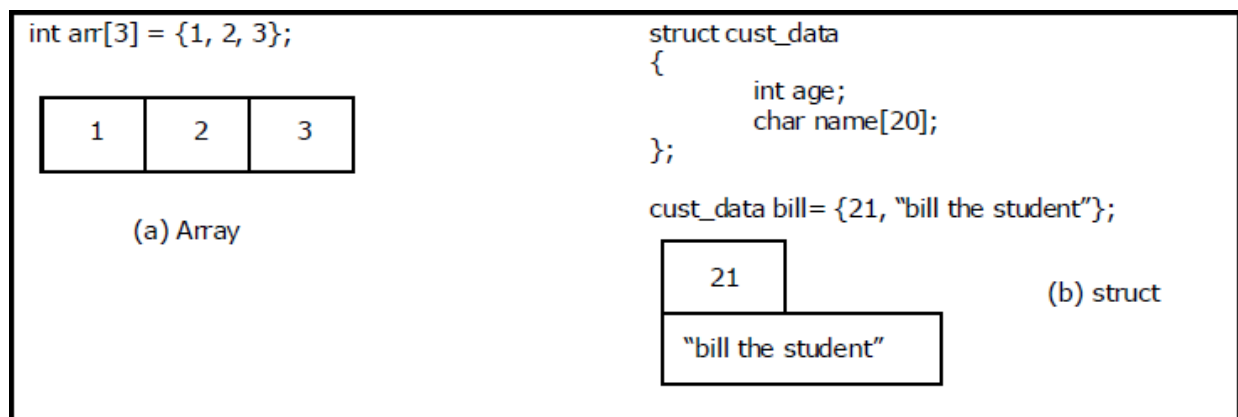 int arr[3] = {1, 2, 3};
1 2 3
(a) Array
struct cust_data
{
int age;
char name[20];
};
cust_data bill= {21, “bill the student”};
21
(b) struct
“bill the student”